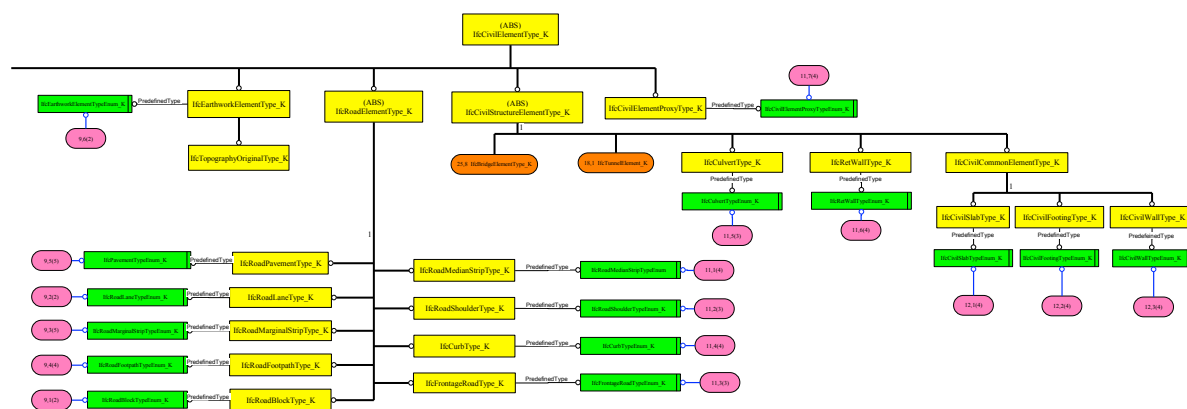 (ABS)
IfcCivilElementType_K
11,7(4)
IfcEarthworkElementTypeEnum_K
PredefinedType
IfcEarthworkElementType_K
(ABS)
IfcRoadElementType_K
(ABS)
IfcCivilStructureElementType_K
IfcCivilElementProxyType_K
PredefinedType
IfcCivilElementProxyTypeEnum_K
9,6(2)
1
1
IfcTopographyOriginalType_K
25,8 IfcBridgeElementType_K
18,1 IfcTunnelElement_K
IfcCulvertType_K
IfcRetWallType_K
IfcCivilCommonElementType_K
PredefinedType
PredefinedType
1
IfcCulvertTypeEnum_K
IfcRetWallTypeEnum_K
IfcCivilSlabType_K
IfcCivilFootingType_K
IfcCivilWallType_K
11,5(3)
11,6(4)
PredefinedType
PredefinedType
PredefinedType
1
IfcCivilSlabTypeEnum_K
IfcCivilFootingTypeEnum_K
IfcCivilWallTypeEnum_K
9,5(5)
IfcPavementTypeEnum_K
PredefinedType
IfcRoadPavementType_K
IfcRoadMedianStripType_K
PredefinedType
IfcRoadMedianStripTypeEnum
11,1(4)
12,1(4)
12,2(4)
12,3(4)
9,2(2)
IfcRoadLaneTypeEnum_K
PredefinedType
IfcRoadLaneType_K
IfcRoadShoulderType_K
PredefinedType
IfcRoadShoulderTypeEnum_K
11,2(3)
9,3(5)
IfcRoadMarginalStripTypeEnum_K
PredefinedType
IfcRoadMarginalStripType_K
IfcCurbType_K
PredefinedType
IfcCurbTypeEnum_K
11,4(4)
9,4(4)
IfcRoadFootpathTypeEnum_K
PredefinedType
IfcRoadFootpathType_K
IfcFrontageRoadType_K
PredefinedType
IfcFrontageRoadTypeEnum_K
11,3(3)
9,1(2)
IfcRoadBlockTypeEnum_K
PredefinedType
IfcRoadBlockType_K